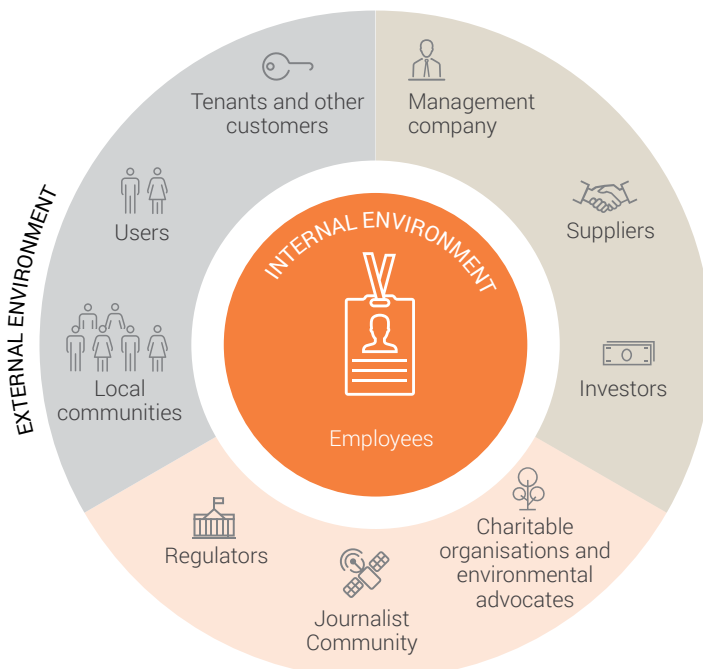 EXTERNAL ENVIRONMENT
Tenants and other
customers
Users
Local
communities
Management
company
Suppliers
Investors
INTERNAL ENVIRONMENT
Employees
Regulators
Journalist
Community
Charitable
organisations and
environmental
advocates